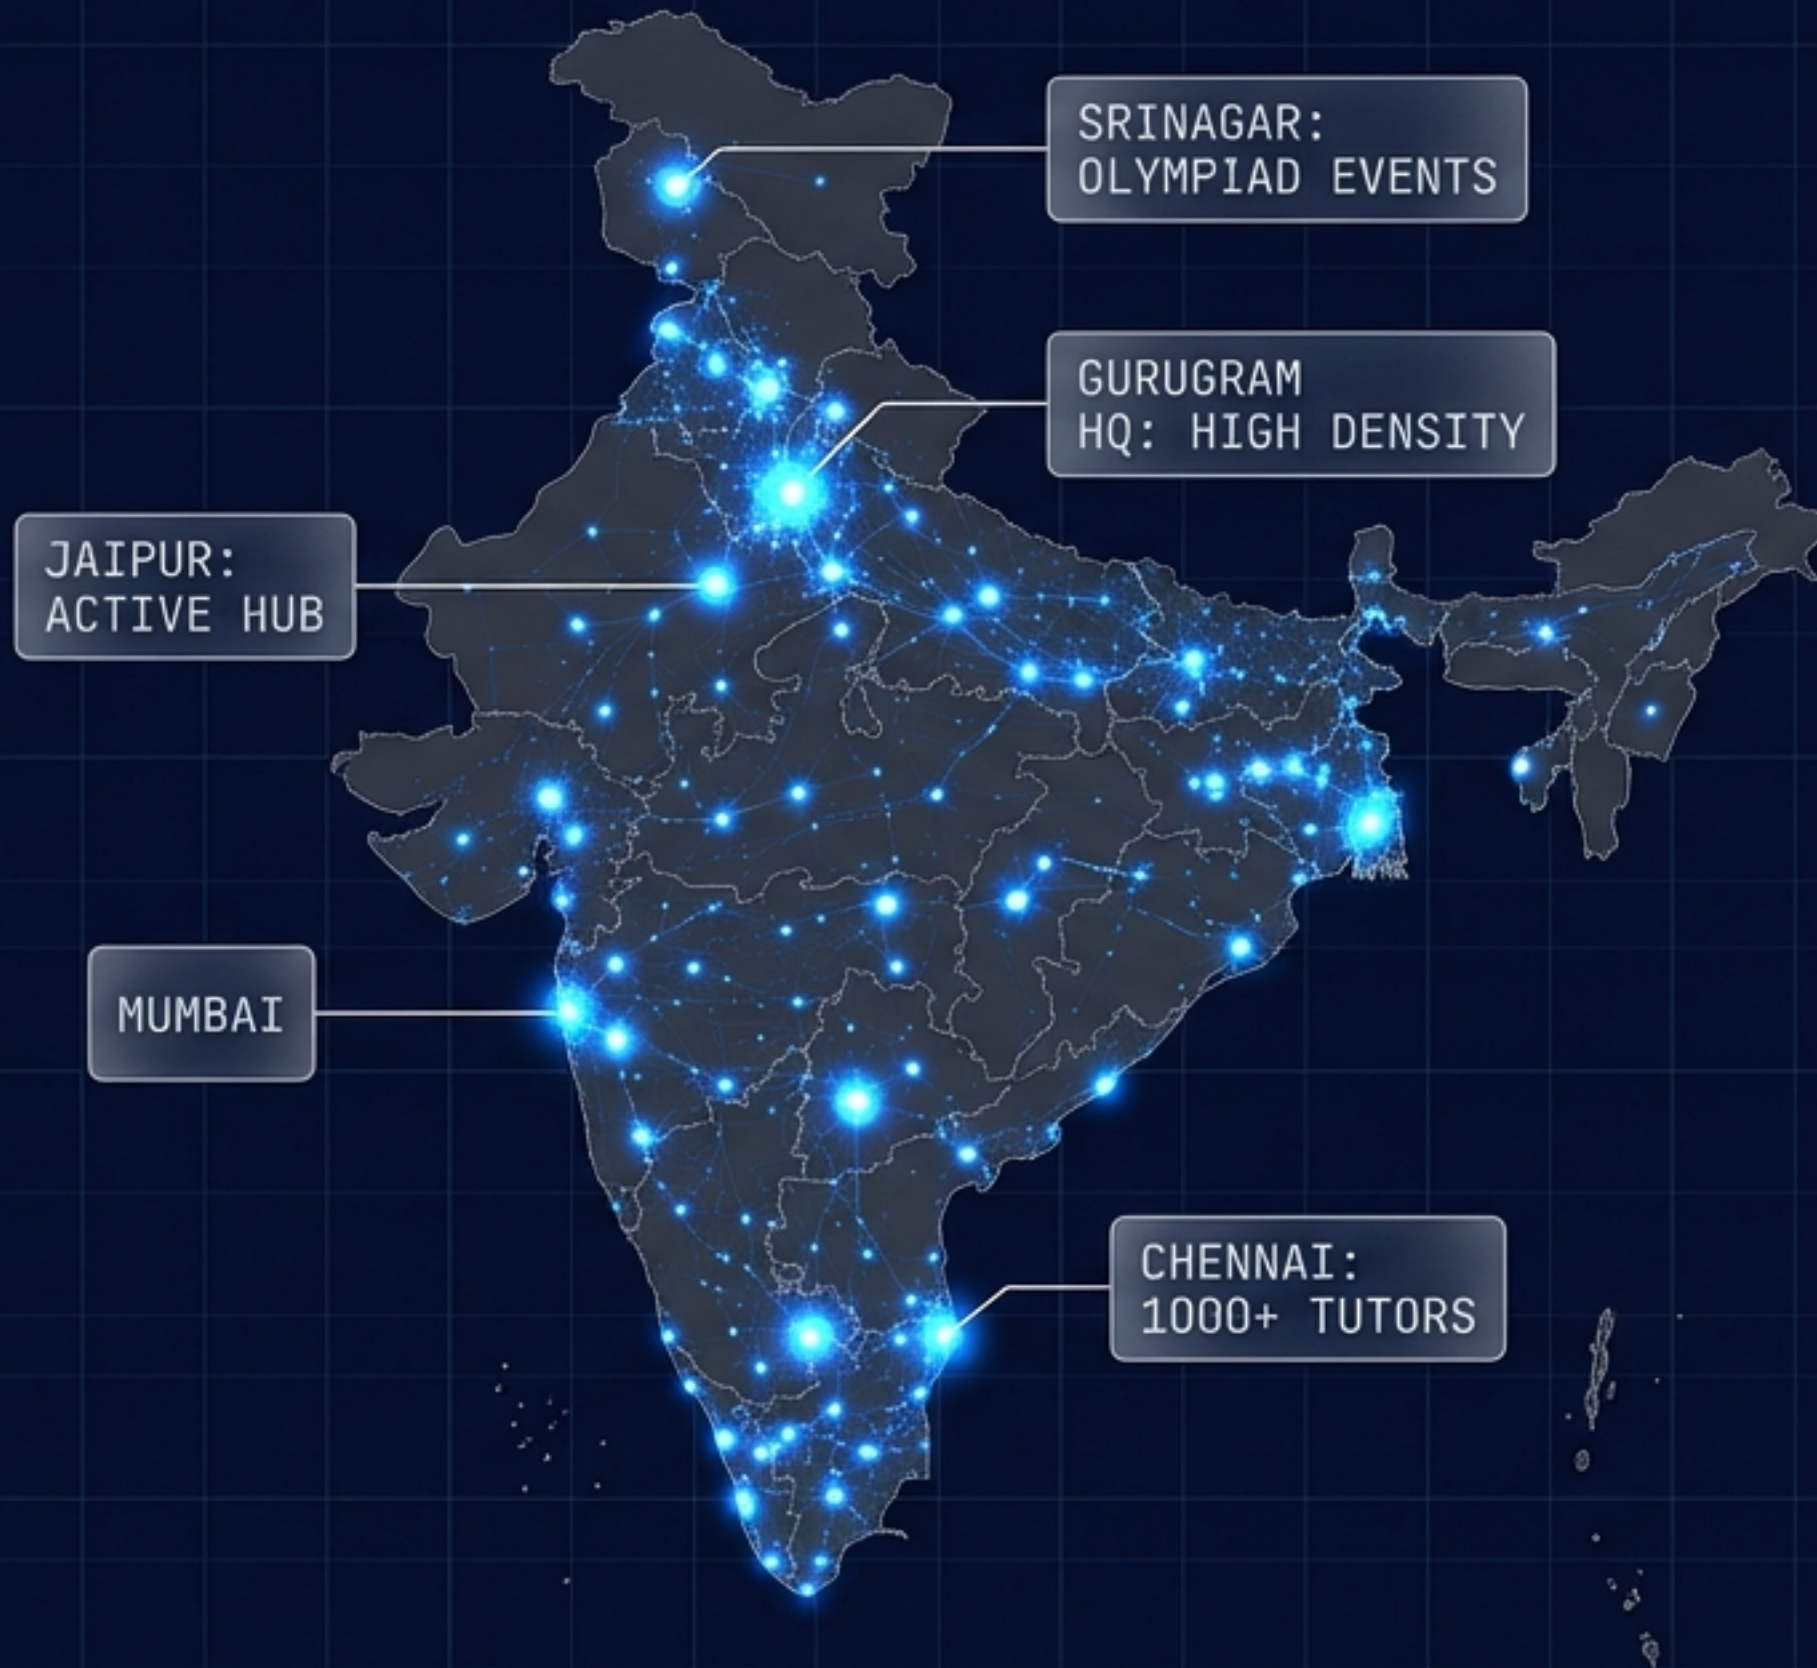 SRINAGAR:
OLYMPIAD EVENTS
GURUGRAM
HQ: HIGH DENSITY
JAIPUR:
ACTIVE HUB
MUMBAI
CHENNAI:
1000+ TUTORS